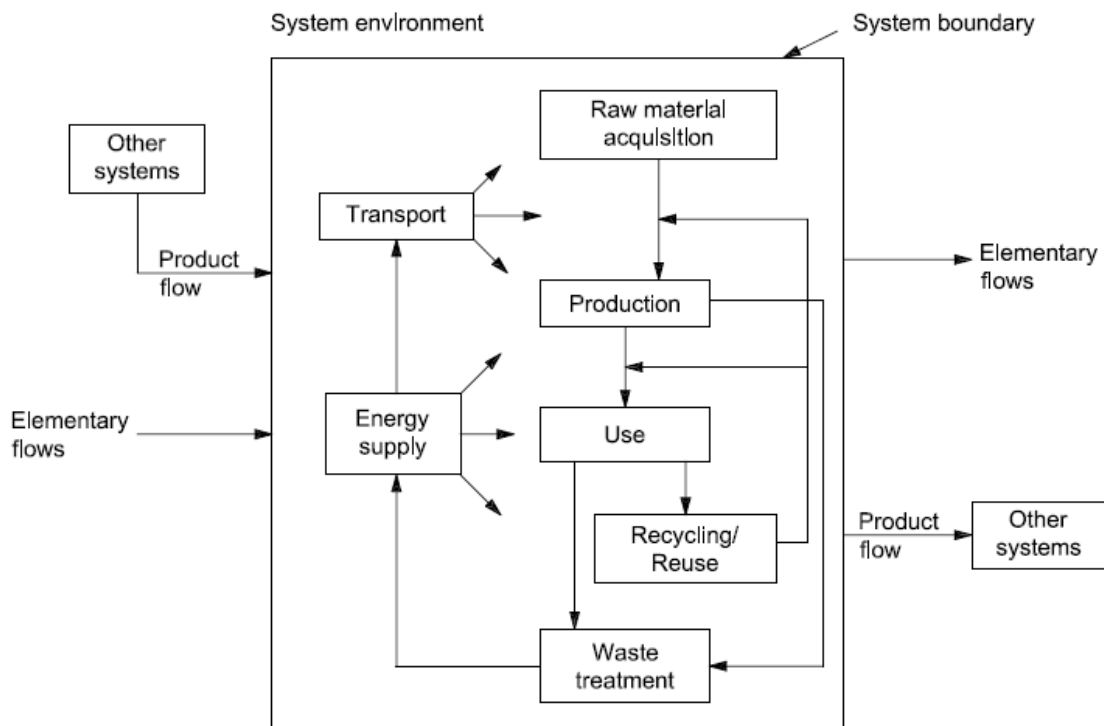 System environment
System boundary
Raw material
acquisition
Other
systems
Transport
Product
flow
Elementary
flows
Production
Elementary
flows
Energy
supply
Use
Recycling/
Reuse
Product
flow
Other
systems
Waste
treatment